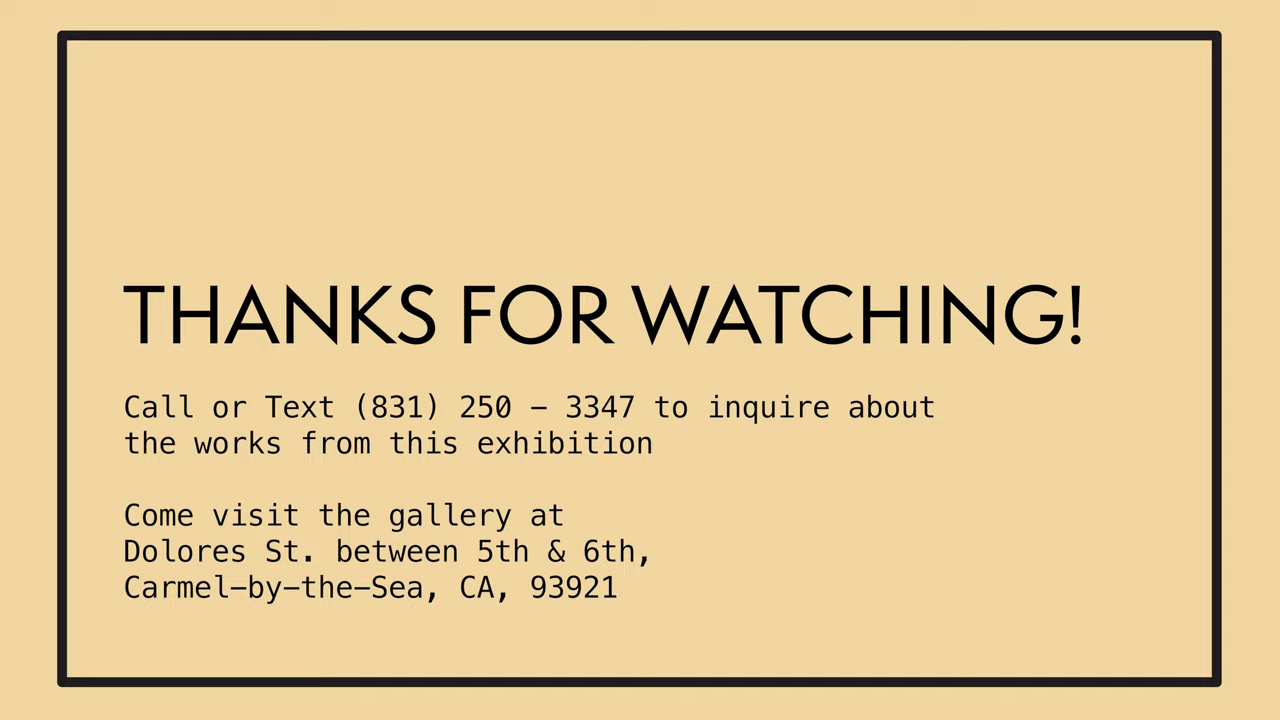 THANKS FOR WATCHING!
Call or Text (831) 250 – 3347 to inquire about
the works from this exhibition
Come visit the gallery at
Dolores St. between 5th & 6th,
Carmel–by–the–Sea, CA, 93921